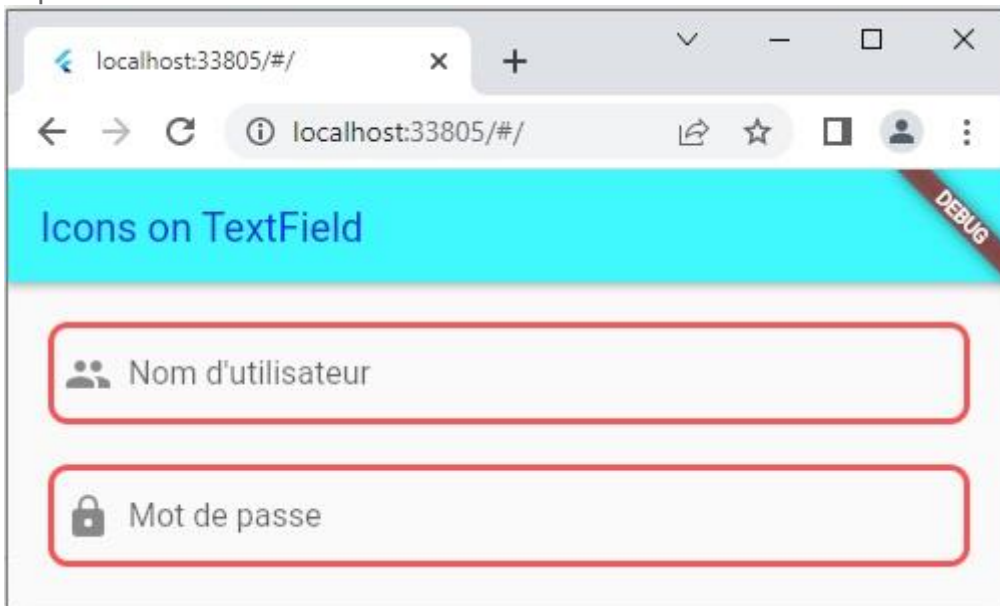 localhost:33805/#/
localhost:33805/#/
Icons on TextField
DEBUG
Nom d'utilisateur
Mot de passe